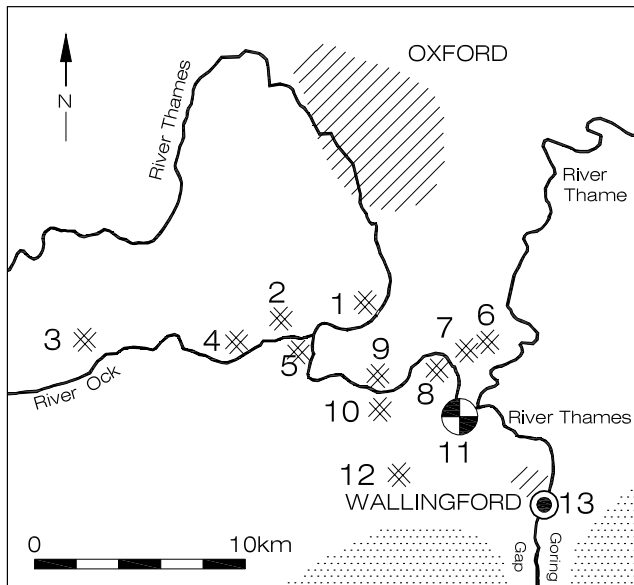 OXFORD
River Thames
N
River
Thame
1
2
3
4
5
6
7
8
9
10
River Ock
River Thames
11
12
WALLINGFORD
13
0
10km
Goring
Gap